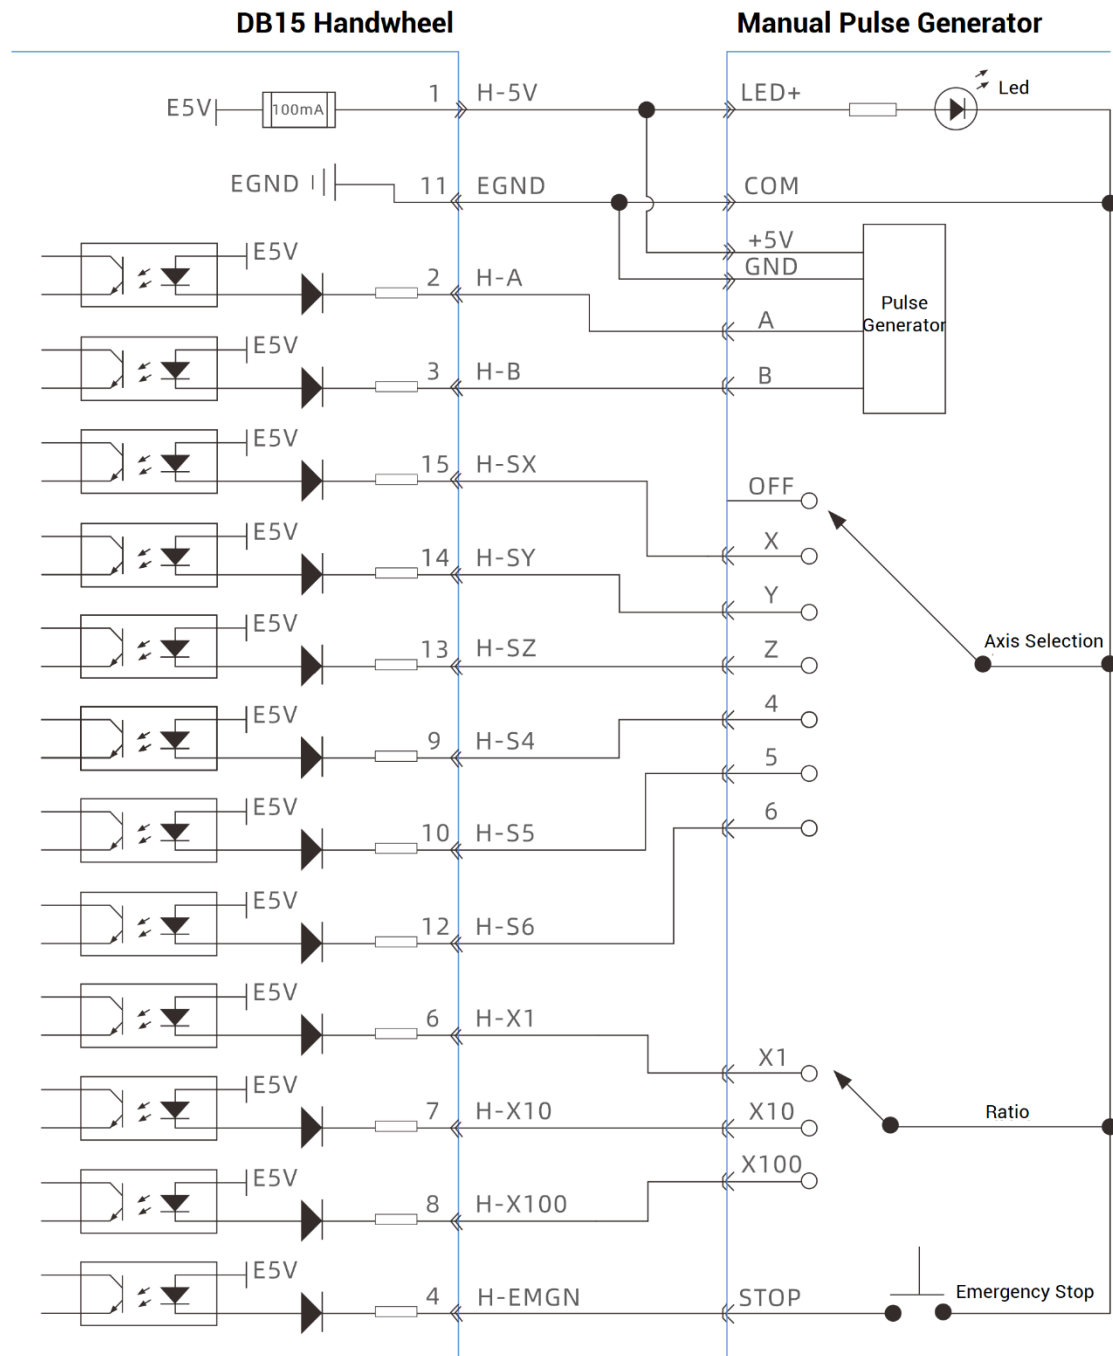 DB15 Handwheel
Manual Pulse Generator
E5V
100mA
1
H-5V
LED+
Led
EGND
11
EGND
COM
E5V
+5V
GND
2
H-A
A
Pulse
Generator
E5V
3
H-B
B
E5V
15
H-SX
OFF
E5V
14
H-SY
X
Y
E5V
13
H-SZ
Z
Axis Selection
E5V
9
H-S4
4
5
E5V
10
H-S5
6
E5V
12
H-S6
E5V
6
H-X1
X1
E5V
7
H-X10
X10
Ratio
E5V
8
H-X100
X100
E5V
4
H-EMGN
STOP
Emergency Stop